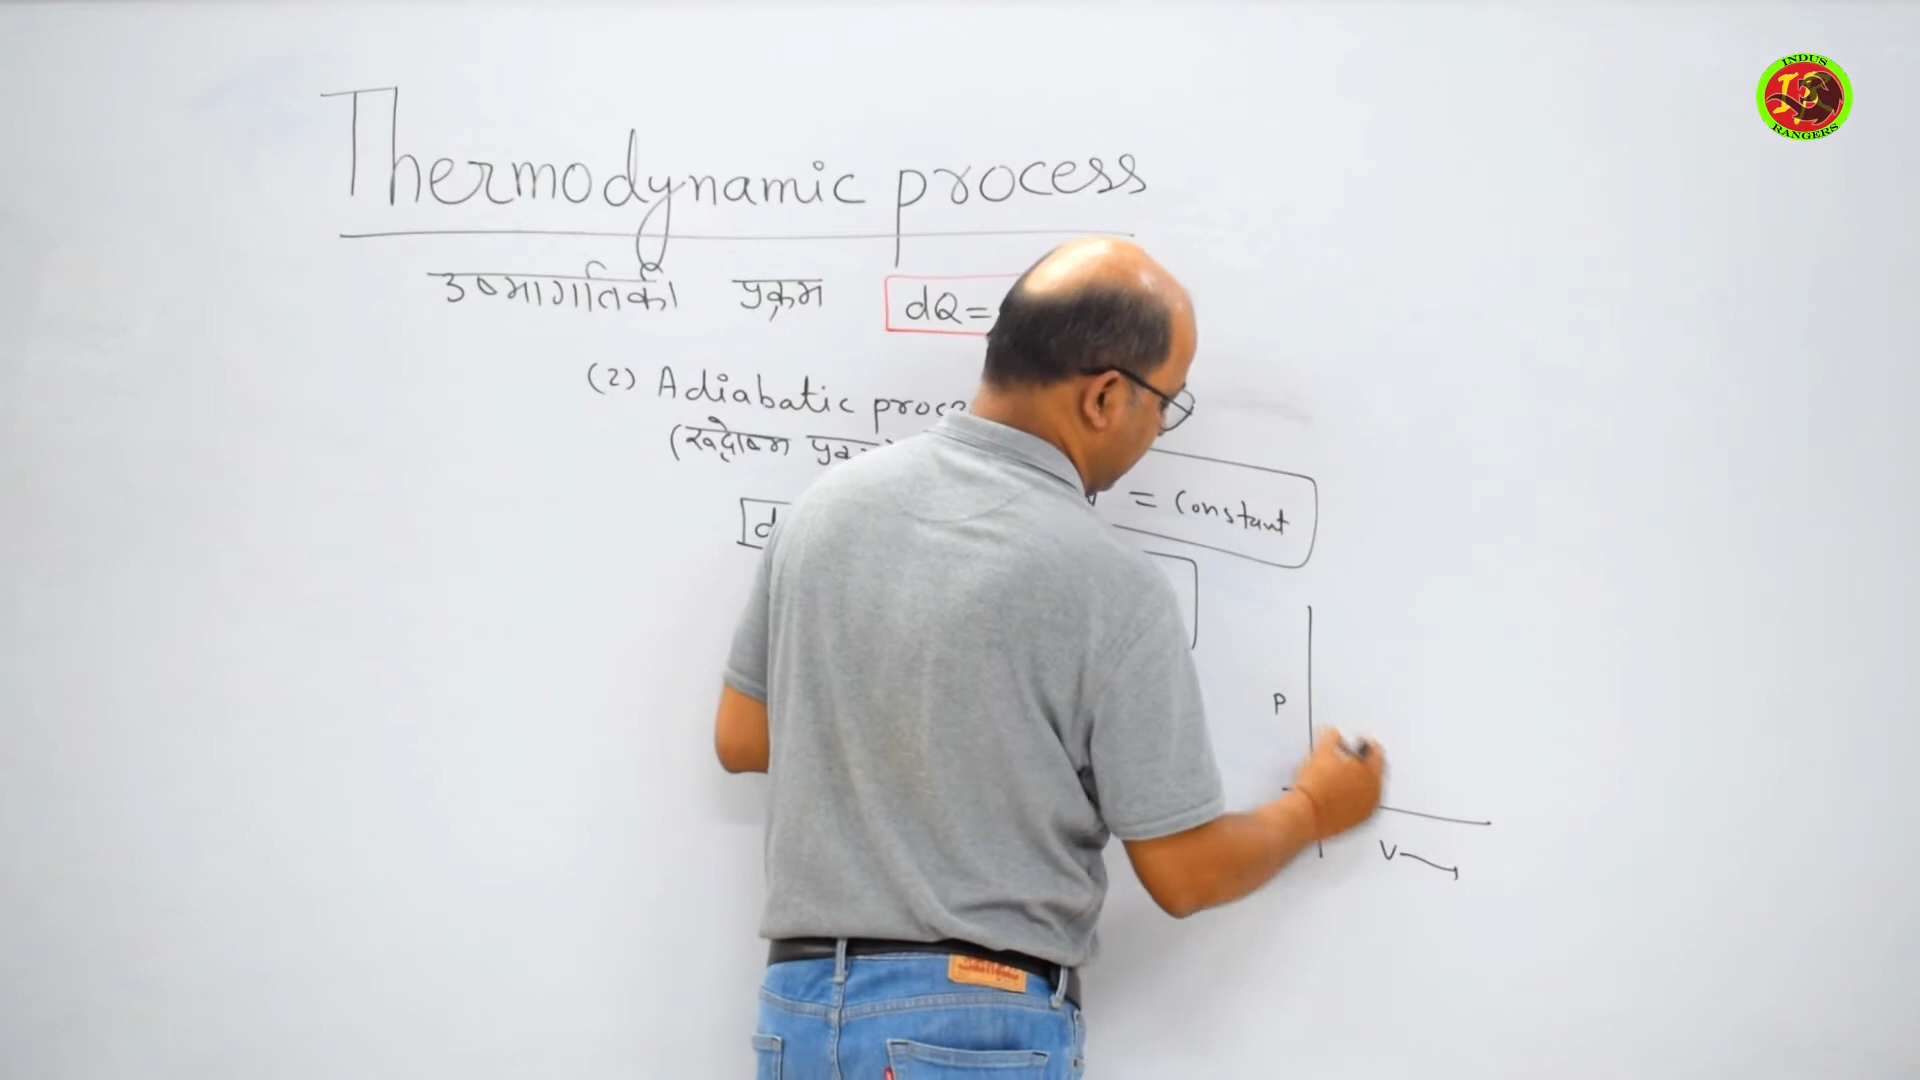 INDUS RANGERS
Thermodynamic process
उष्मागतिकी प्रक्रम
dQ=
(2) Adiabatic proce
= Constant
P
V